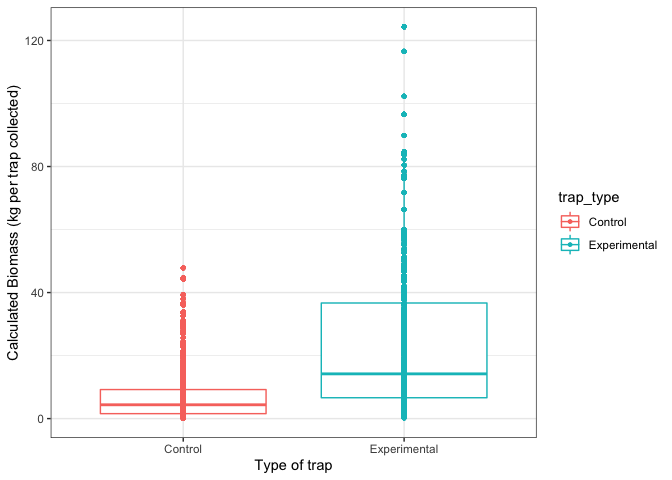 120
80
40
0
Calculated Biomass (kg per trap collected)
Control
Experimental
Type of trap
trap_type
Control
Experimental